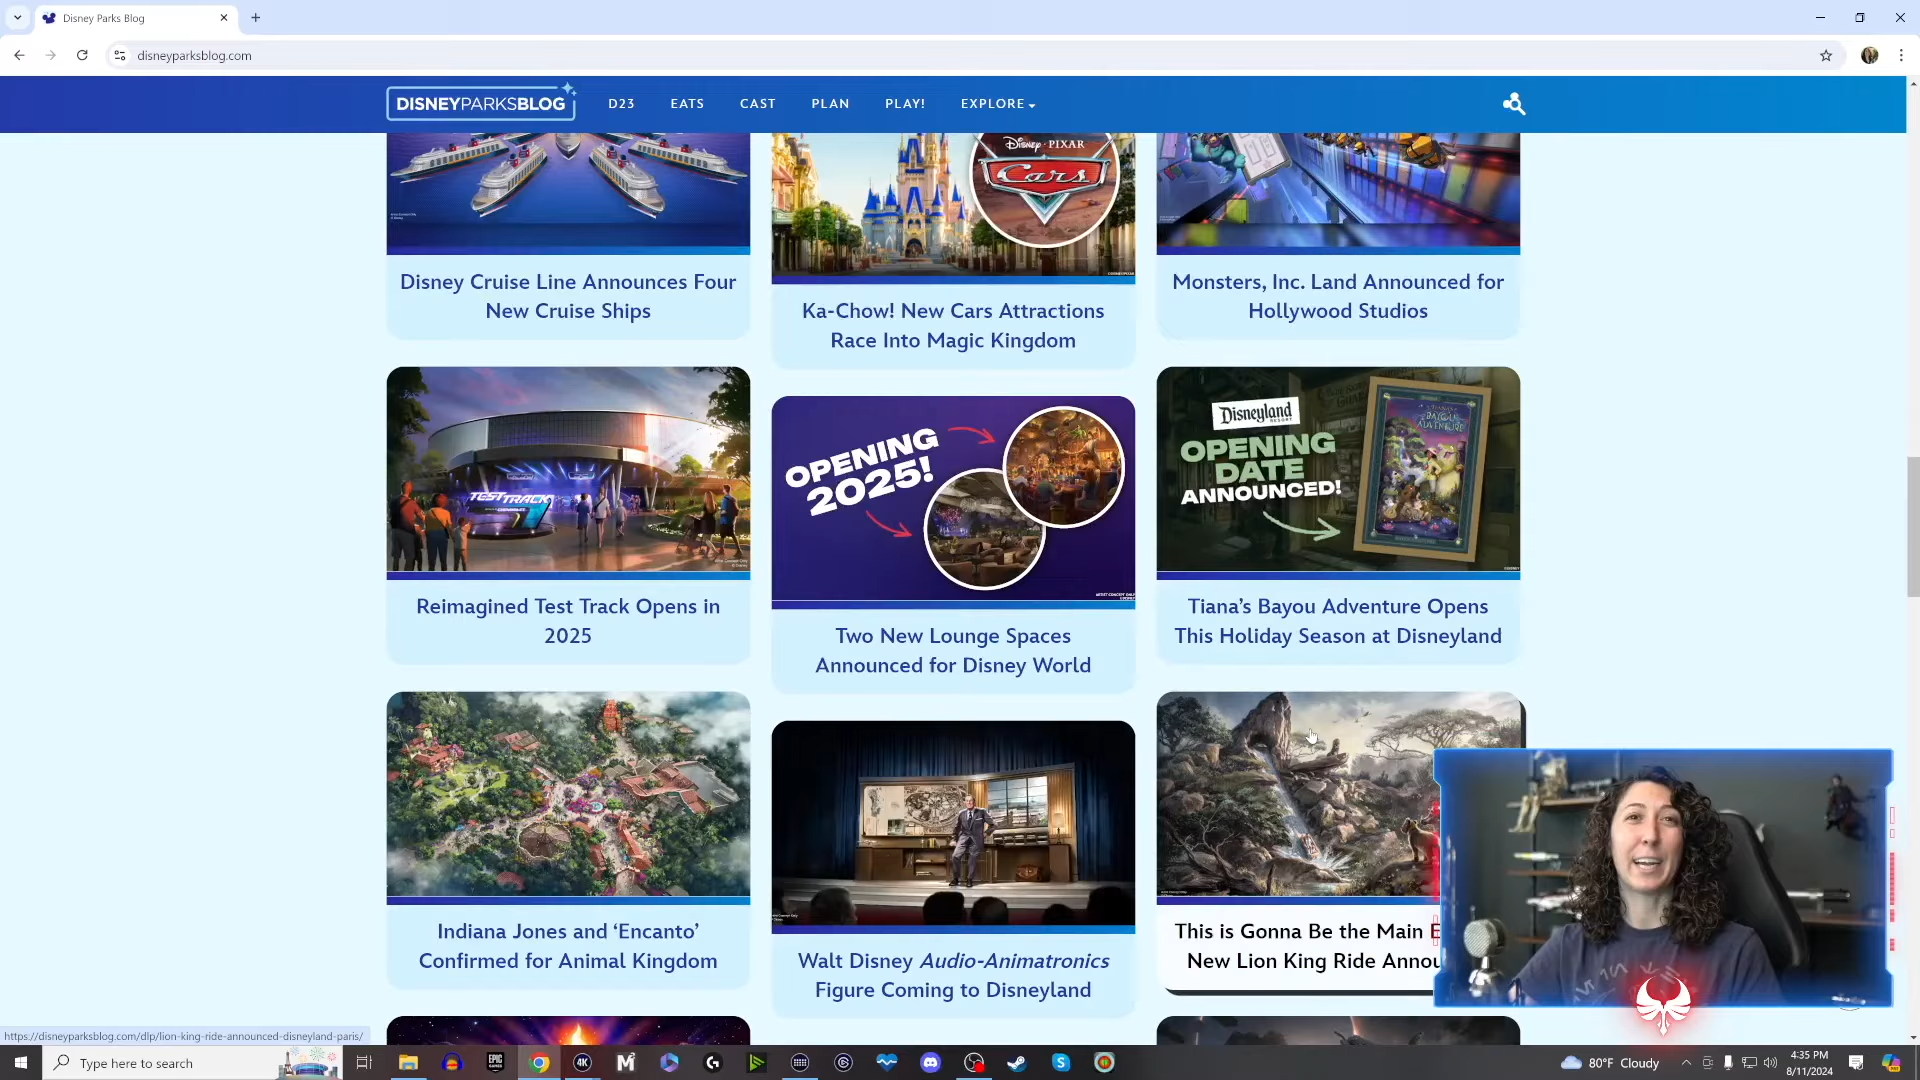 Disney Parks Blog
disneyparksblog.com
DISNEYPARKSBLOG
D23
EATS
CAST
PLAN
PLAY!
EXPLORE
Disney · PIXAR
Cars
Disney Cruise Line Announces Four
New Cruise Ships
Ka-Chow! New Cars Attractions
Race Into Magic Kingdom
Monsters, Inc. Land Announced for
Hollywood Studios
TEST TRACK
Reimagined Test Track Opens in
2025
OPENING
2025!
Two New Lounge Spaces
Announced for Disney World
Disneyland
RESORT
OPENING
DATE
ANNOUNCED!
TIANA'S
BAYOU
ADVENTURE
Tiana’s Bayou Adventure Opens
This Holiday Season at Disneyland
Indiana Jones and ‘Encanto’
Confirmed for Animal Kingdom
Walt Disney Audio-Animatronics
Figure Coming to Disneyland
This is Gonna Be the Main E
New Lion King Ride Annou
https://disneyparksblog.com/dlp/lion-king-ride-announced-disneyland-paris/
Type here to search
80°F Cloudy
4:35 PM
8/11/2024